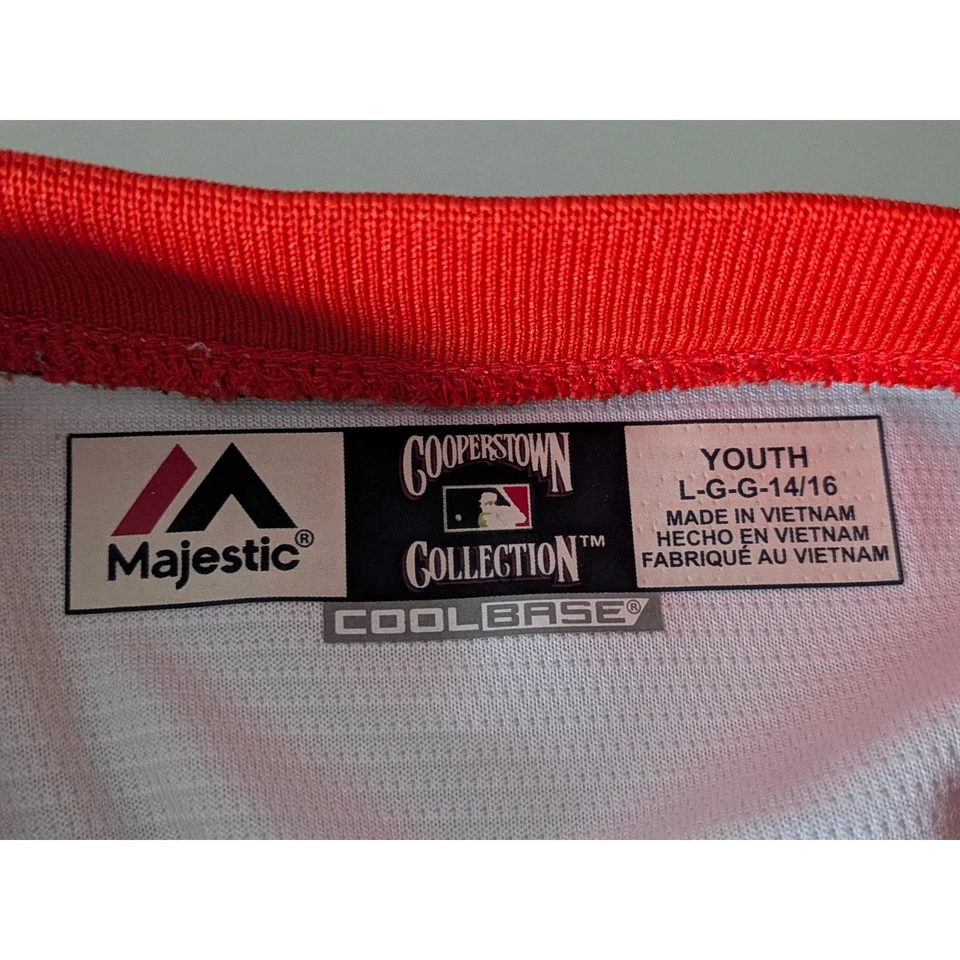 Majestic®
COOPERSTOWN
COLLECTION™
COOLBASE®
YOUTH
L-G-G-14/16
MADE IN VIETNAM
HECHO EN VIETNAM
FABRIQUÉ AU VIETNAM